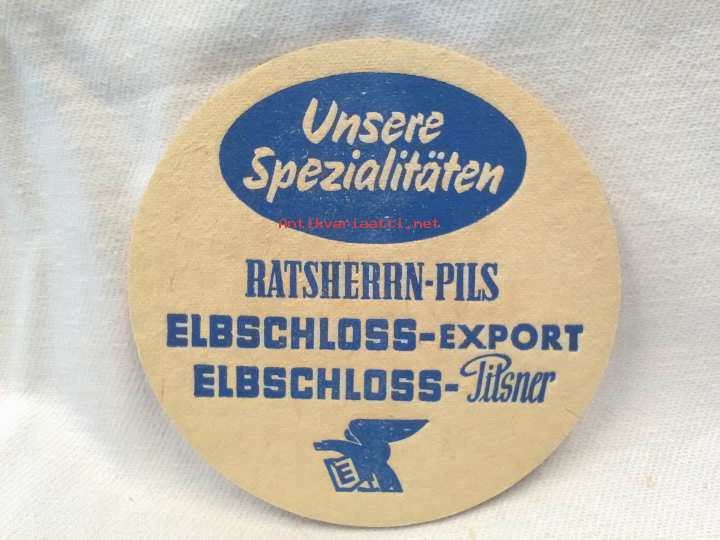 Unsere
Spezialitäten
Antikvariaatti.net
RATSHERRN-PILS
ELBSCHLOSS-EXPORT
ELBSCHLOSS-Pilsner
E